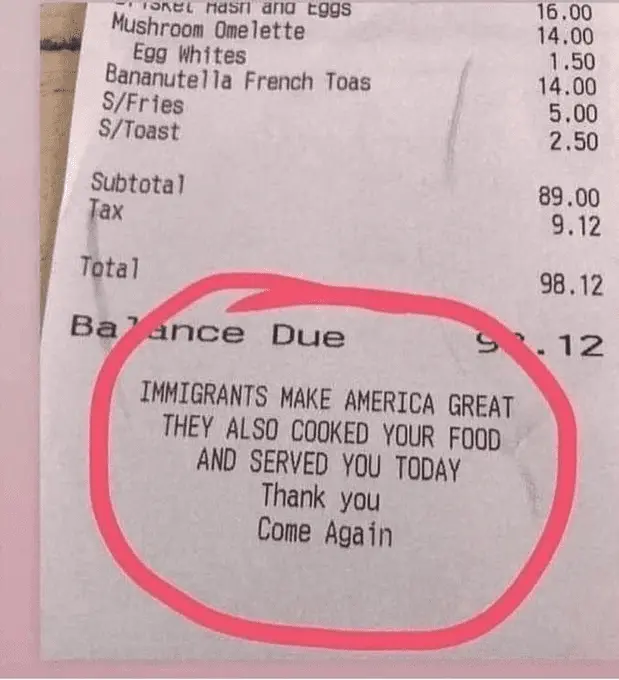 Hash and Eggs 16.00
Mushroom Omelette 14.00
Egg Whites 1.50
Bananutella French Toas 14.00
S/Fries 5.00
S/Toast 2.50
Subtotal 89.00
Tax 9.12
Total 98.12
Balance Due 98.12
IMMIGRANTS MAKE AMERICA GREAT
THEY ALSO COOKED YOUR FOOD
AND SERVED YOU TODAY
Thank you
Come Again